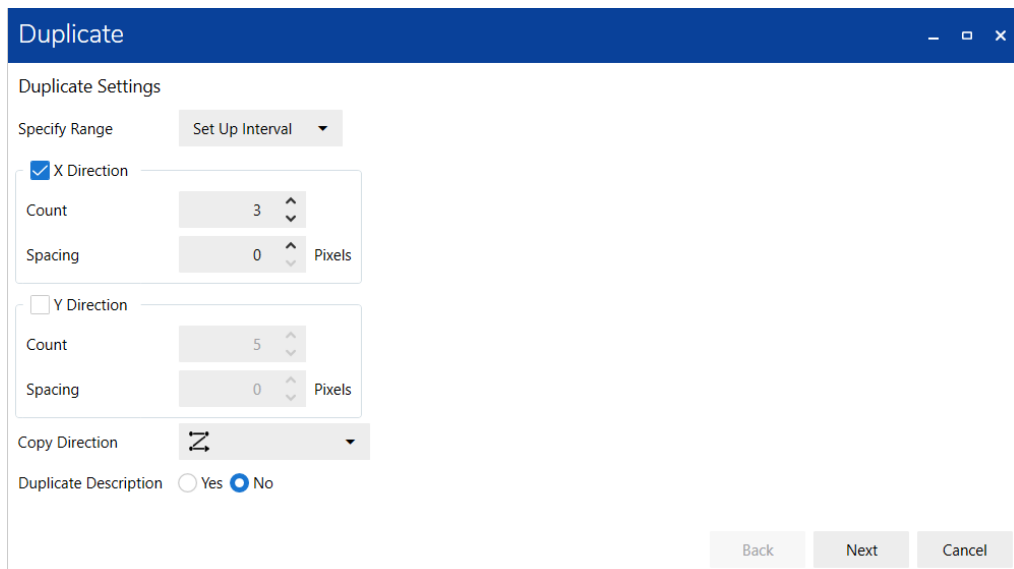 Duplicate
Duplicate Settings
Specify Range Set Up Interval
X Direction
Count 3
Spacing 0 Pixels
Y Direction
Count 5
Spacing 0 Pixels
Copy Direction
Duplicate Description Yes No
Back Next Cancel